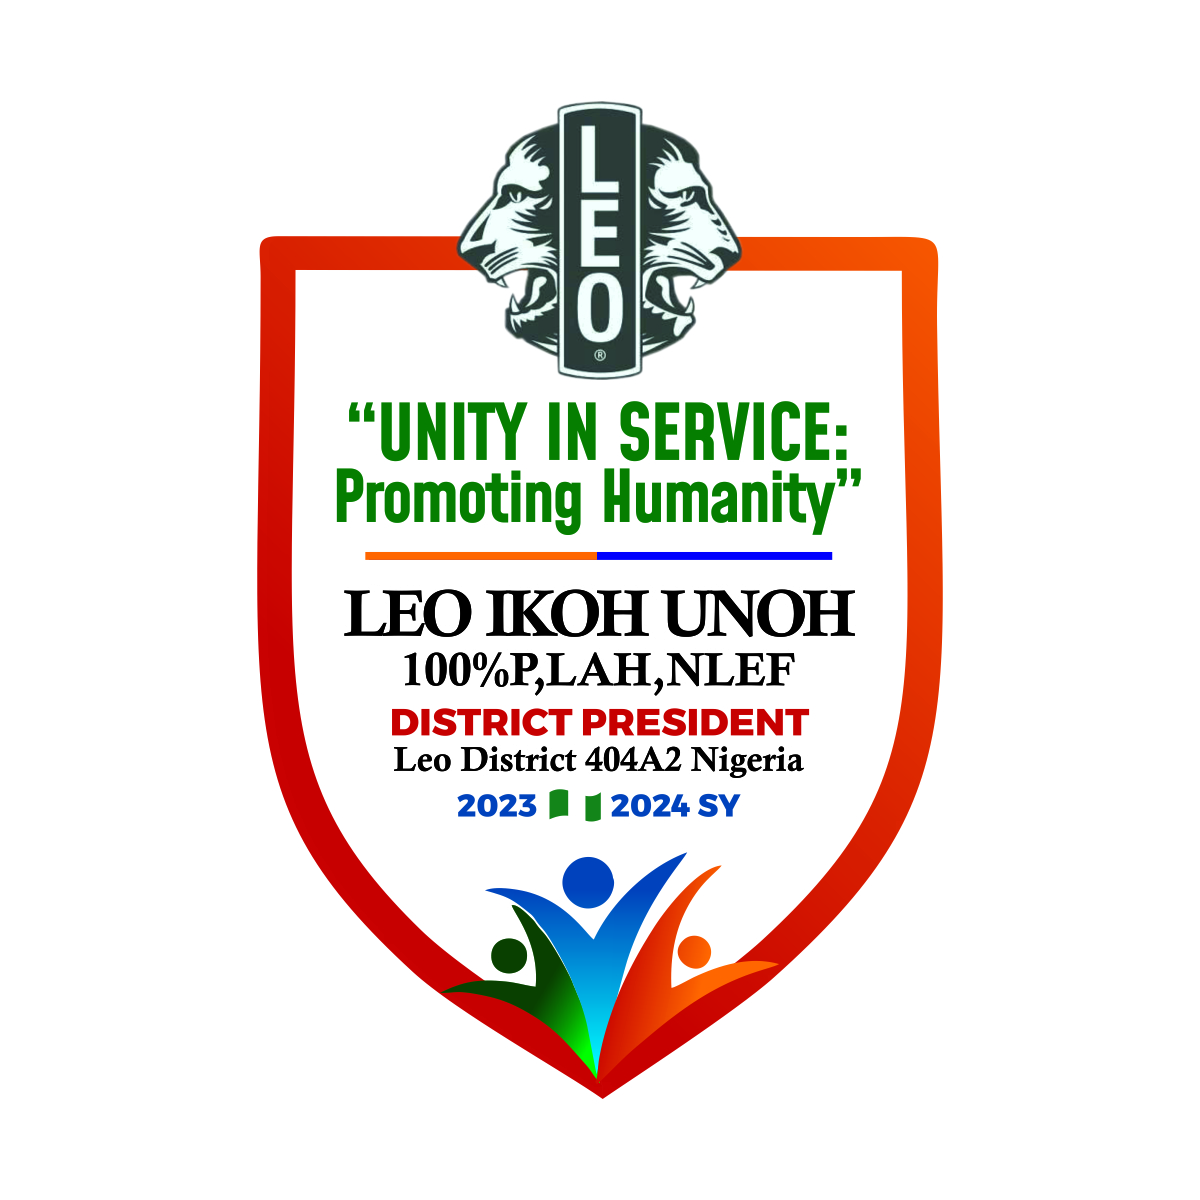 LEO
®
“UNITY IN SERVICE:
Promoting Humanity”
LEO IKOH UNOH
100%P,LAH,NLEF
DISTRICT PRESIDENT
Leo District 404A2 Nigeria
2023 2024 SY